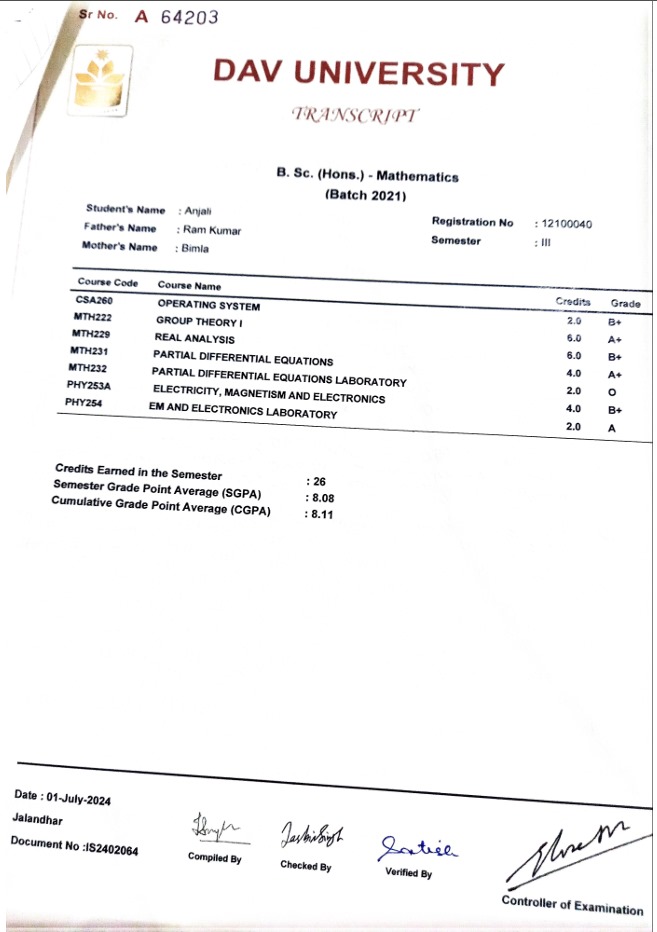 Sr No. A 64203
DAV UNIVERSITY
TRANSCRIPT
B. Sc. (Hons.) - Mathematics
(Batch 2021)
Student's Name : Anjali
Father's Name : Ram Kumar
Mother's Name : Bimla
Registration No : 12100040
Semester : III
Course Code Course Name Credits Grade
CSA260 OPERATING SYSTEM 2.0 B+
MTH222 GROUP THEORY I 6.0 A+
MTH229 REAL ANALYSIS 6.0 B+
MTH231 PARTIAL DIFFERENTIAL EQUATIONS 4.0 A+
MTH232 PARTIAL DIFFERENTIAL EQUATIONS LABORATORY 2.0 O
PHY253A ELECTRICITY, MAGNETISM AND ELECTRONICS 4.0 B+
PHY254 EM AND ELECTRONICS LABORATORY 2.0 A
Credits Earned in the Semester : 26
Semester Grade Point Average (SGPA) : 8.08
Cumulative Grade Point Average (CGPA) : 8.11
Date : 01-July-2024
Jalandhar
Document No :IS2402064
Compiled By
Checked By
Verified By
Controller of Examination